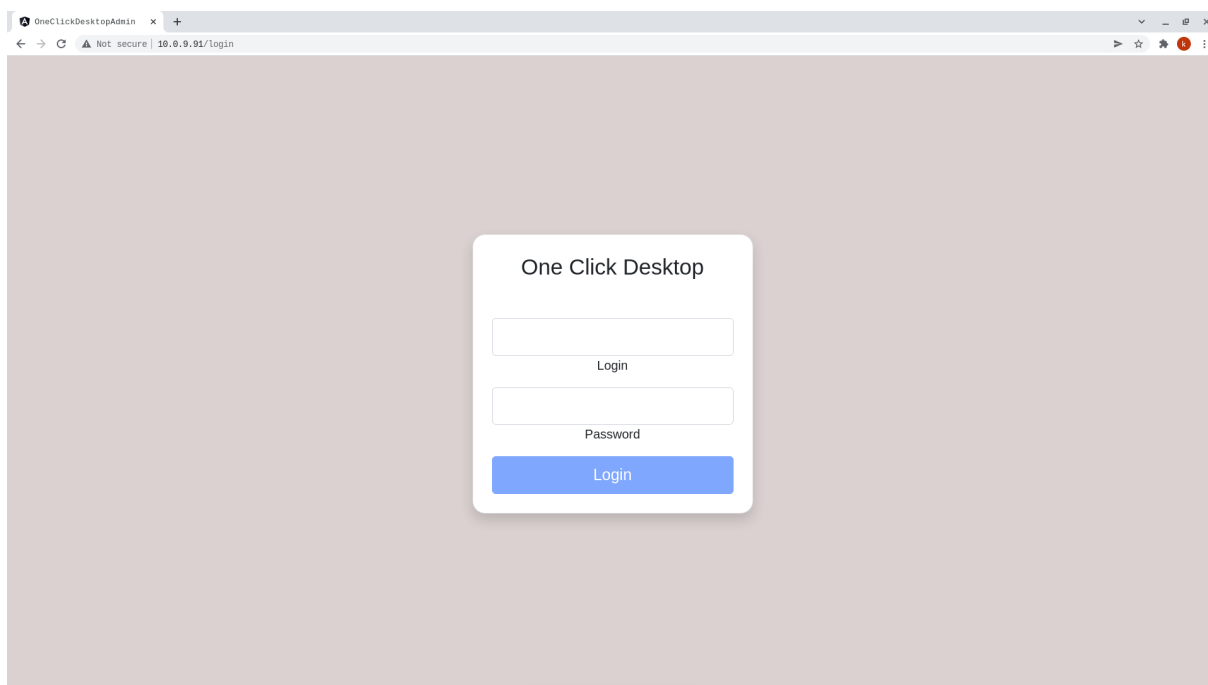 OneClickDesktopAdmin
Not secure 10.0.9.91/login
k
One Click Desktop
Login
Password
Login